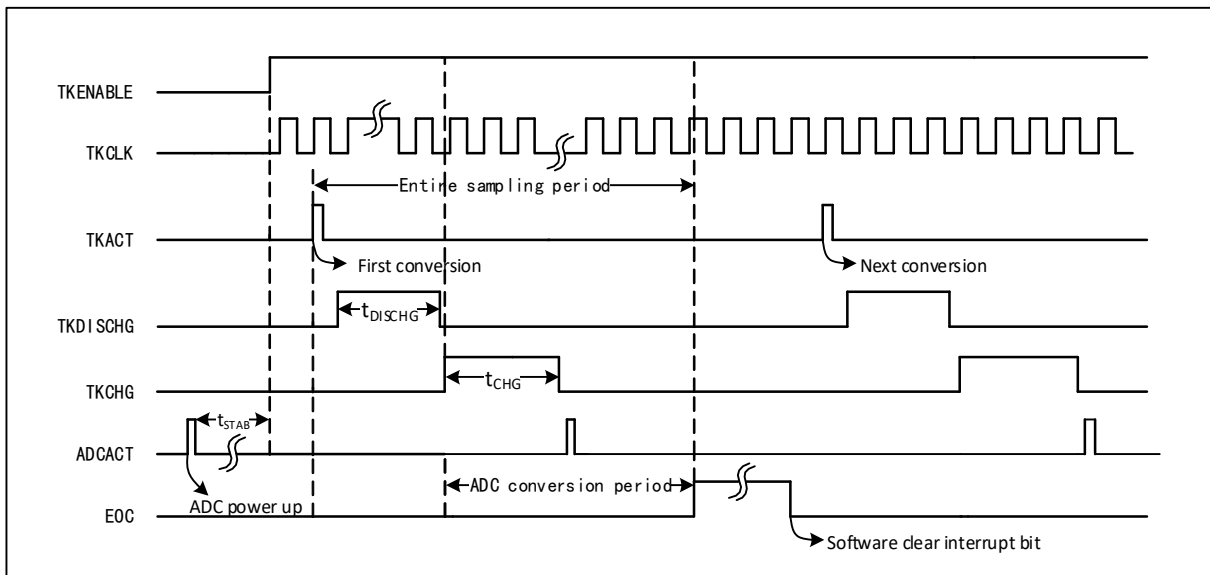 TKENABLE
TKCLK
Entire sampling period
TKACT
First conversion
Next conversion
TKDISCHG
tDISCHG
TKCHG
tCHG
tSTAB
ADCACT
ADC power up
ADC conversion period
EOC
Software clear interrupt bit